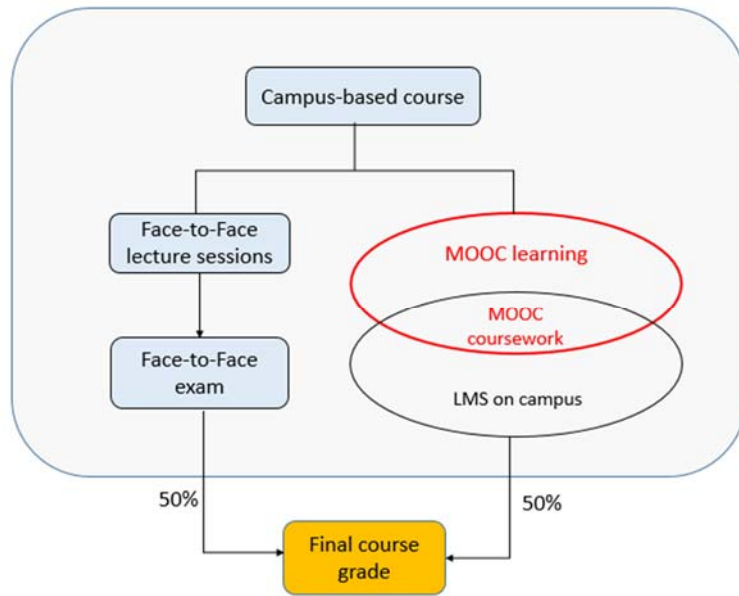 Campus-based course
Face-to-Face
lecture sessions
MOOC learning
MOOC
coursework
Face-to-Face
exam
LMS on campus
50%
50%
Final course
grade